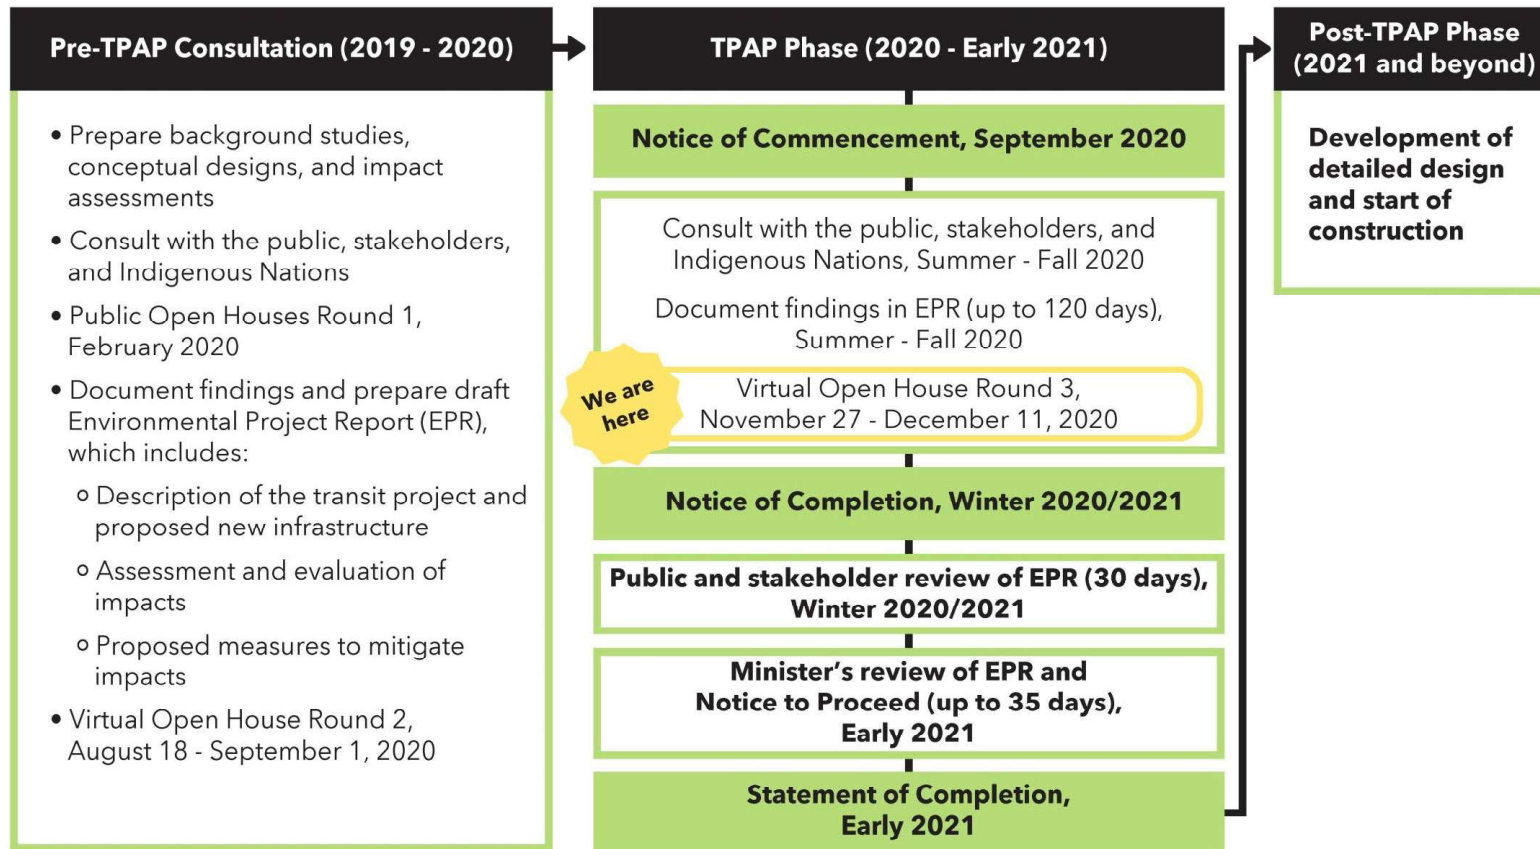 Pre-TPAP Consultation (2019 - 2020)
• Prepare background studies,
conceptual designs, and impact
assessments
• Consult with the public, stakeholders,
and Indigenous Nations
• Public Open Houses Round 1,
February 2020
• Document findings and prepare draft
Environmental Project Report (EPR),
which includes:
o Description of the transit project and
proposed new infrastructure
o Assessment and evaluation of
impacts
o Proposed measures to mitigate
impacts
• Virtual Open House Round 2,
August 18 - September 1, 2020
TPAP Phase (2020 - Early 2021)
Notice of Commencement, September 2020
Consult with the public, stakeholders, and
Indigenous Nations, Summer - Fall 2020
Document findings in EPR (up to 120 days),
Summer - Fall 2020
We are
here
Virtual Open House Round 3,
November 27 - December 11, 2020
Notice of Completion, Winter 2020/2021
Public and stakeholder review of EPR (30 days),
Winter 2020/2021
Minister’s review of EPR and
Notice to Proceed (up to 35 days),
Early 2021
Statement of Completion,
Early 2021
Post-TPAP Phase
(2021 and beyond)
Development of
detailed design
and start of
construction